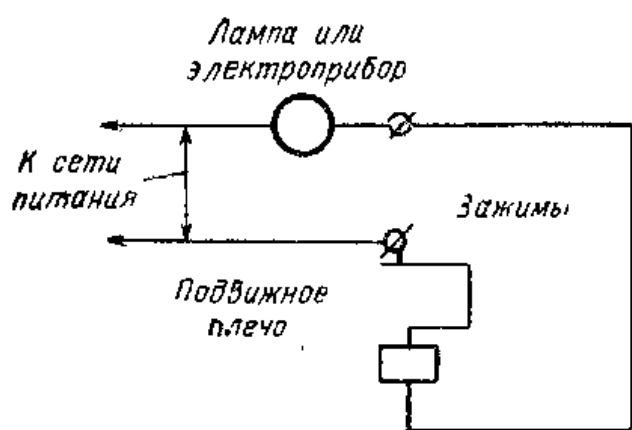 Лампа или
электроприбор
К сети
питания
Зажимы
Подвижное
плечо